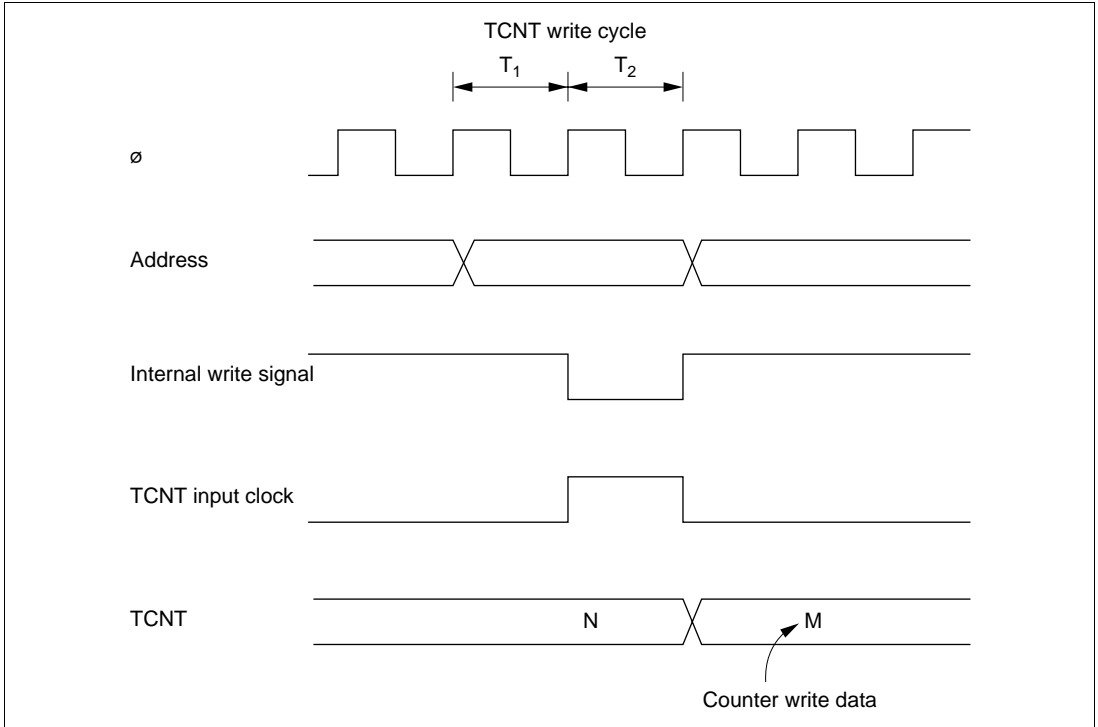 TCNT write cycle
T₁ T₂
ø
Address
Internal write signal
TCNT input clock
TCNT N M
Counter write data